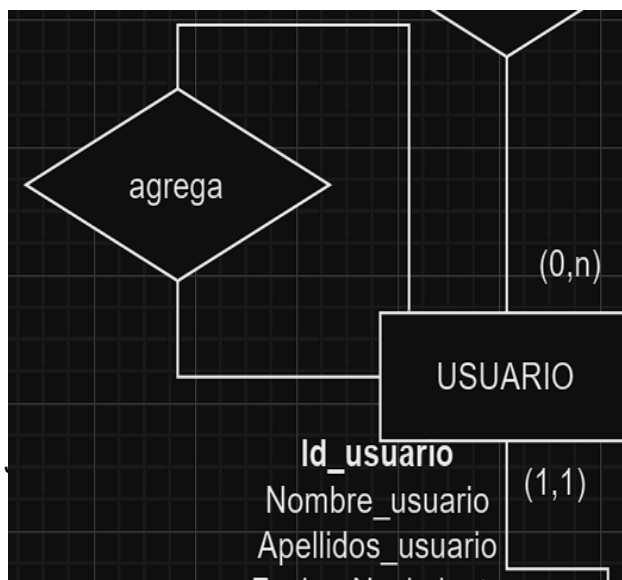 agrega
(0,n)
USUARIO
Id_usuario
(1,1)
Nombre_usuario
Apellidos_usuario